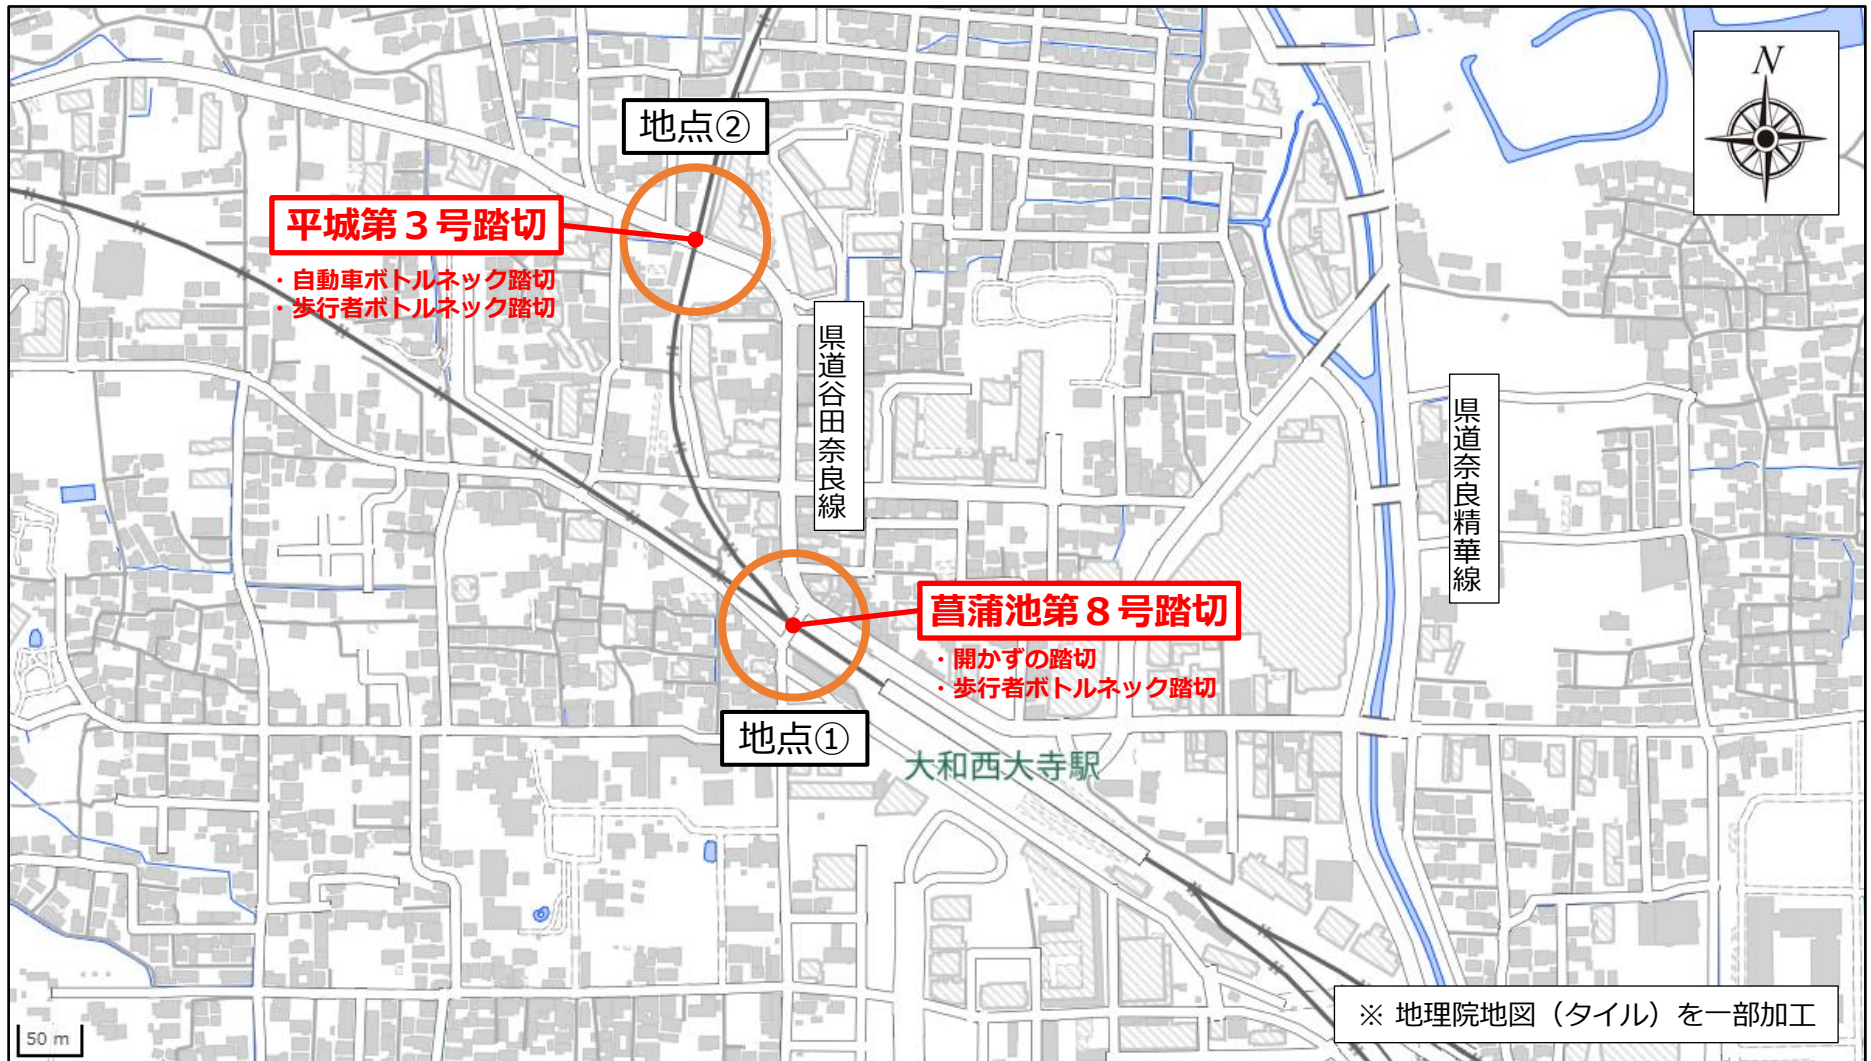 N
地点②
平城第３号踏切
・自動車ボトルネック踏切
・歩行者ボトルネック踏切
県道谷田奈良線
県道奈良精華線
菖蒲池第８号踏切
・開かずの踏切
・歩行者ボトルネック踏切
地点①
大和西大寺駅
※ 地理院地図（タイル）を一部加工
50 m